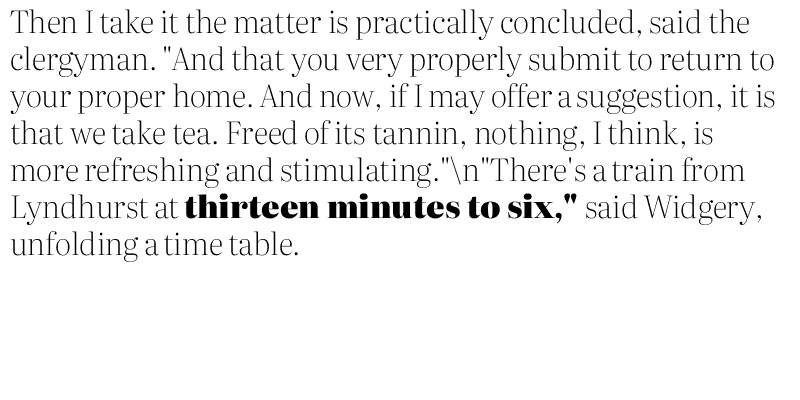 Then I take it the matter is practically concluded, said the
clergyman. "And that you very properly submit to return to
your proper home. And now, if I may offer a suggestion, it is
that we take tea. Freed of its tannin, nothing, I think, is
more refreshing and stimulating."\n"There's a train from
Lyndhurst at thirteen minutes to six," said Widgery,
unfolding a time table.